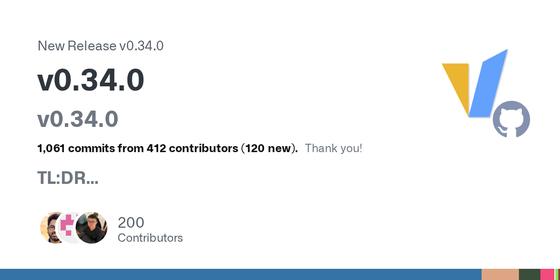 New Release v0.34.0
v0.34.0
v0.34.0
1,061 commits from 412 contributors (120 new). Thank you!
TL:DR...
200
Contributors